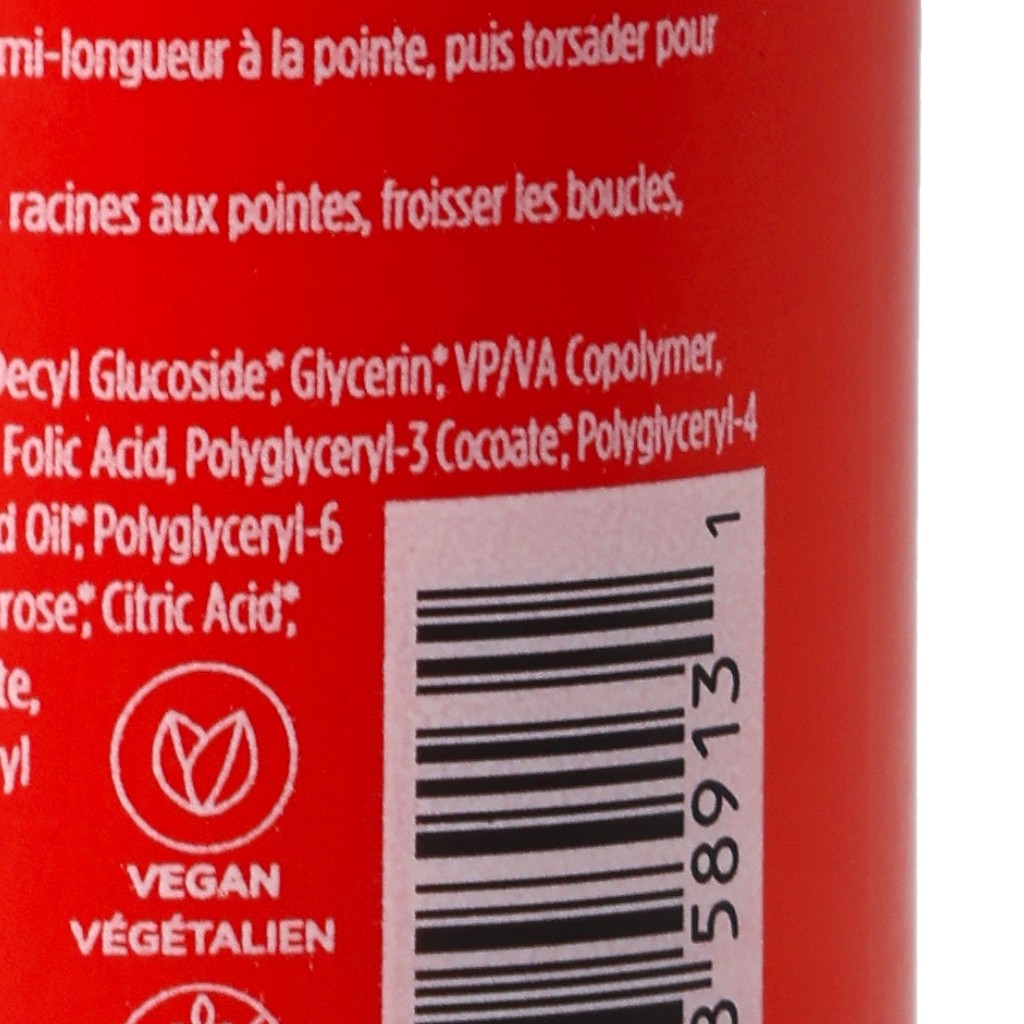 mi-longueur à la pointe, puis torsader pour
racines aux pointes, froisser les boucles,
Decyl Glucoside*, Glycerin*, VP/VA Copolymer,
Folic Acid, Polyglyceryl-3 Cocoate*, Polyglyceryl-4
d Oil*, Polyglyceryl-6
rose*, Citric Acid*,
te,
yl
VEGAN
VÉGÉTALIEN
8 58913 1